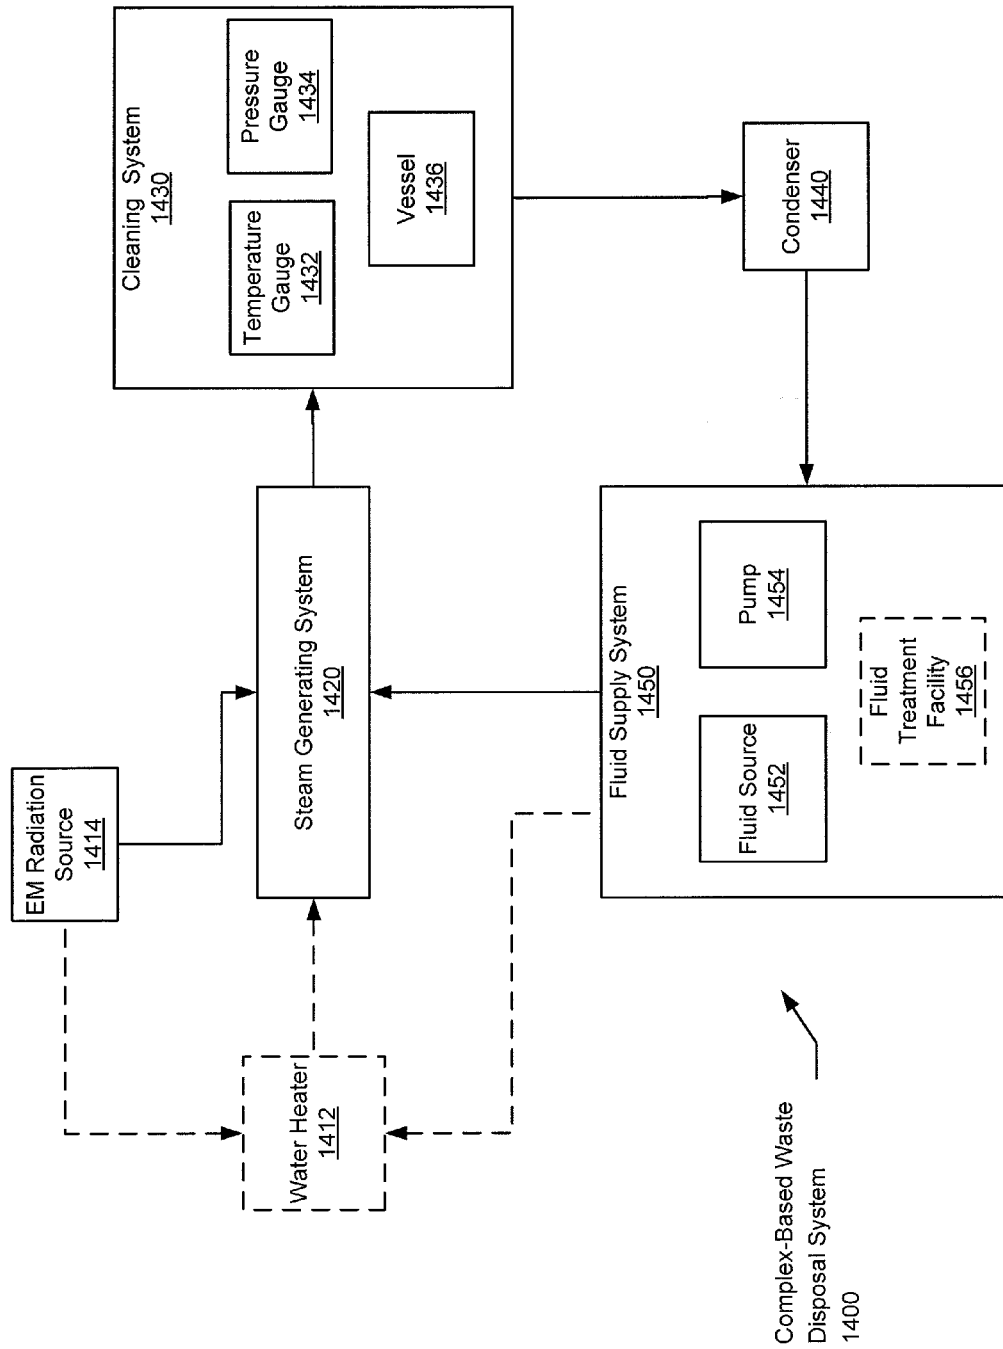 EM Radiation
Source
1414
Water Heater
1412
Steam Generating System
1420
Cleaning System
1430
Temperature
Gauge
1432
Pressure
Gauge
1434
Vessel
1436
Condenser
1440
Fluid Supply System
1450
Fluid Source
1452
Pump
1454
Fluid
Treatment
Facility
1456
Complex-Based Waste
Disposal System
1400